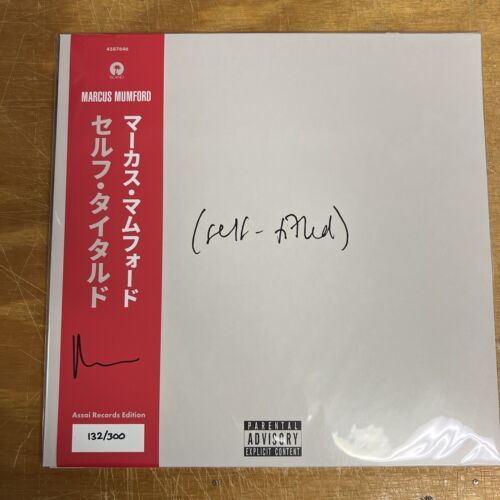 4587646
ISLAND
MARCUS MUMFORD
マーカス・マムフォード
セルフ・タイタルド
(self-titled)
Assai Records Edition
132/300
PARENTAL
ADVISORY
EXPLICIT CONTENT